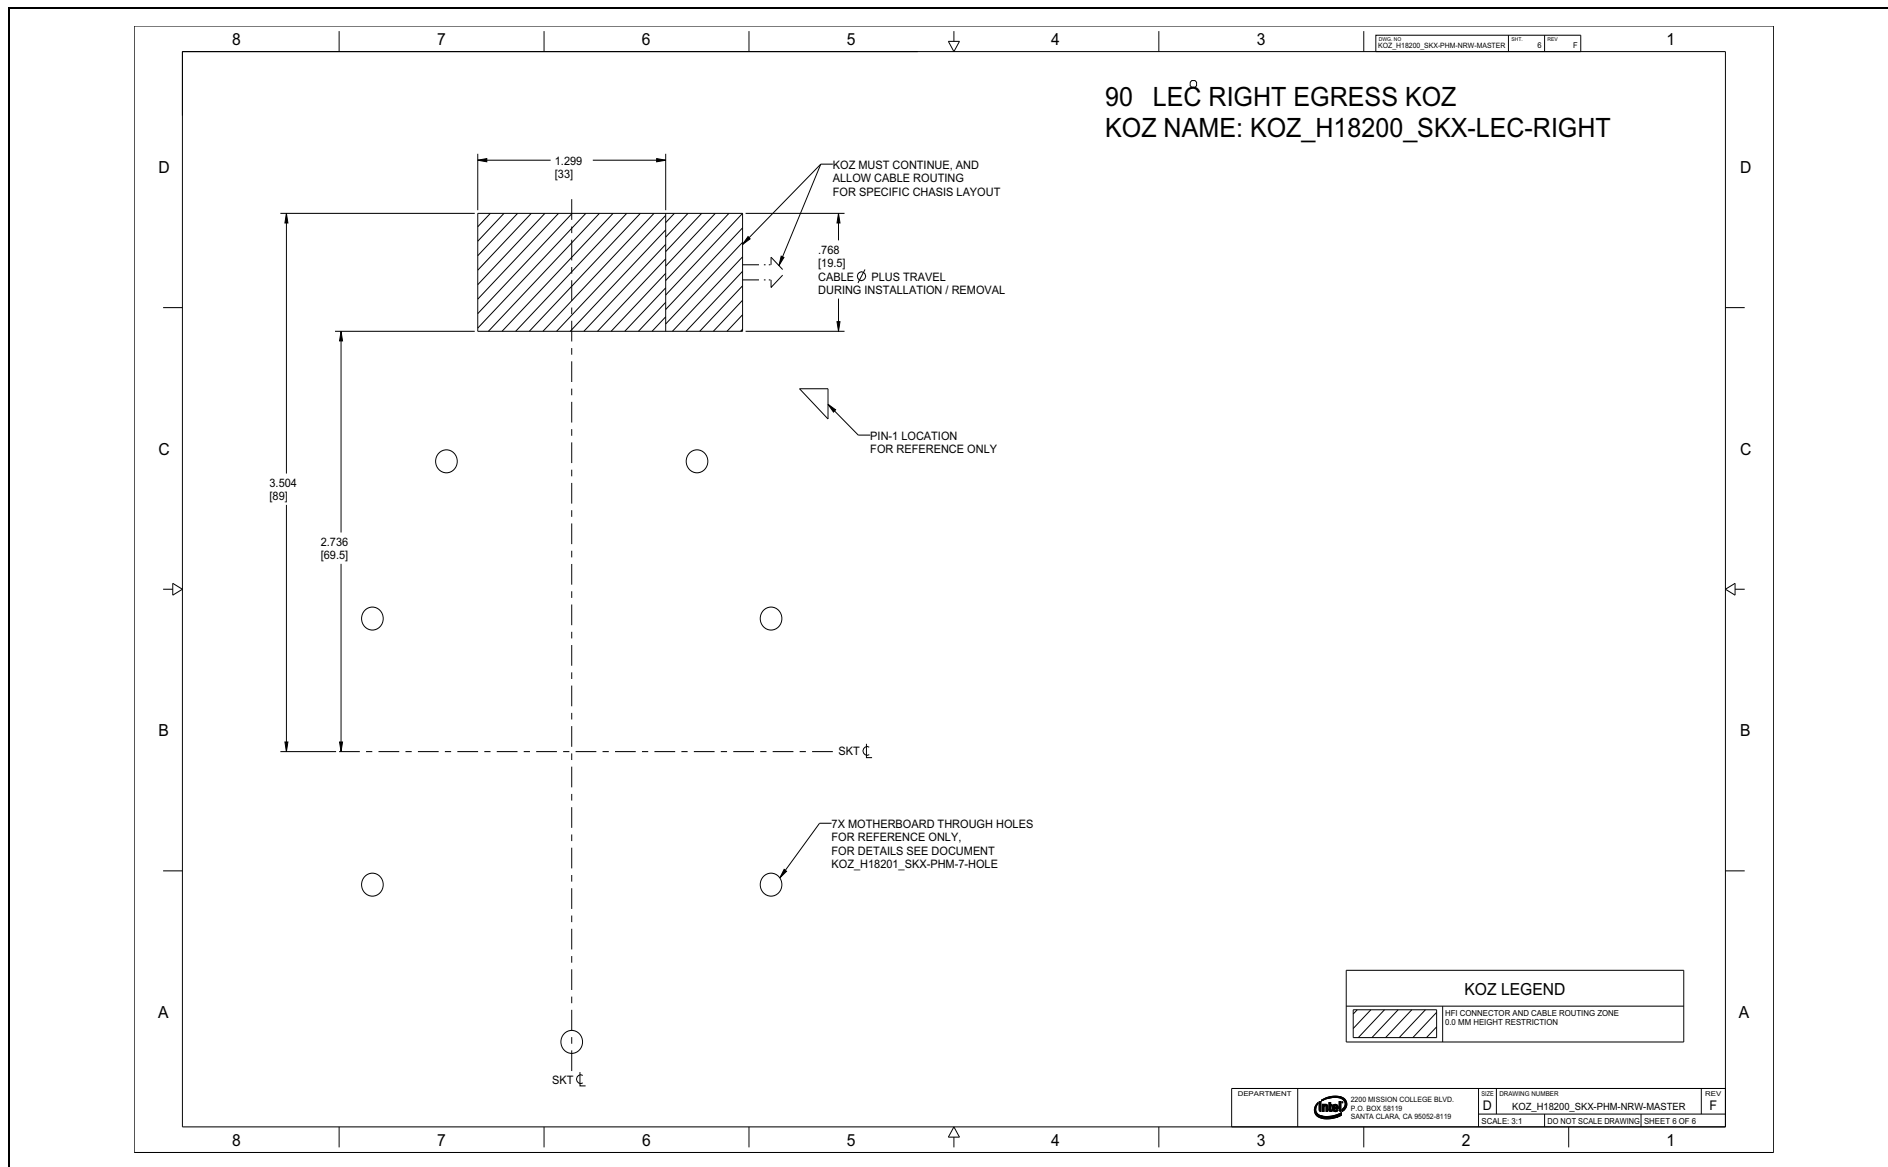 8 7 6 5 4 3 1
DWG. NO SHT. REV
KOZ_H18200_SKX-PHM-NRW-MASTER 6 F
90 LEC RIGHT EGRESS KOZ
KOZ NAME: KOZ_H18200_SKX-LEC-RIGHT
D D
1.299
[33]
KOZ MUST CONTINUE, AND
ALLOW CABLE ROUTING
FOR SPECIFIC CHASIS LAYOUT
.768
[19.5]
CABLE Ø PLUS TRAVEL
DURING INSTALLATION / REMOVAL
PIN-1 LOCATION
FOR REFERENCE ONLY
C C
3.504
[89]
2.736
[69.5]
B B
SKT ℄
7X MOTHERBOARD THROUGH HOLES
FOR REFERENCE ONLY,
FOR DETAILS SEE DOCUMENT
KOZ_H18201_SKX-PHM-7-HOLE
A A
KOZ LEGEND
HFI CONNECTOR AND CABLE ROUTING ZONE
0.0 MM HEIGHT RESTRICTION
SKT ℄
DEPARTMENT
intel
2200 MISSION COLLEGE BLVD.
P.O. BOX 58119
SANTA CLARA, CA 95052-8119
SIZE DRAWING NUMBER REV
D KOZ_H18200_SKX-PHM-NRW-MASTER F
SCALE: 3:1 DO NOT SCALE DRAWING SHEET 6 OF 6
8 7 6 5 4 3 2 1